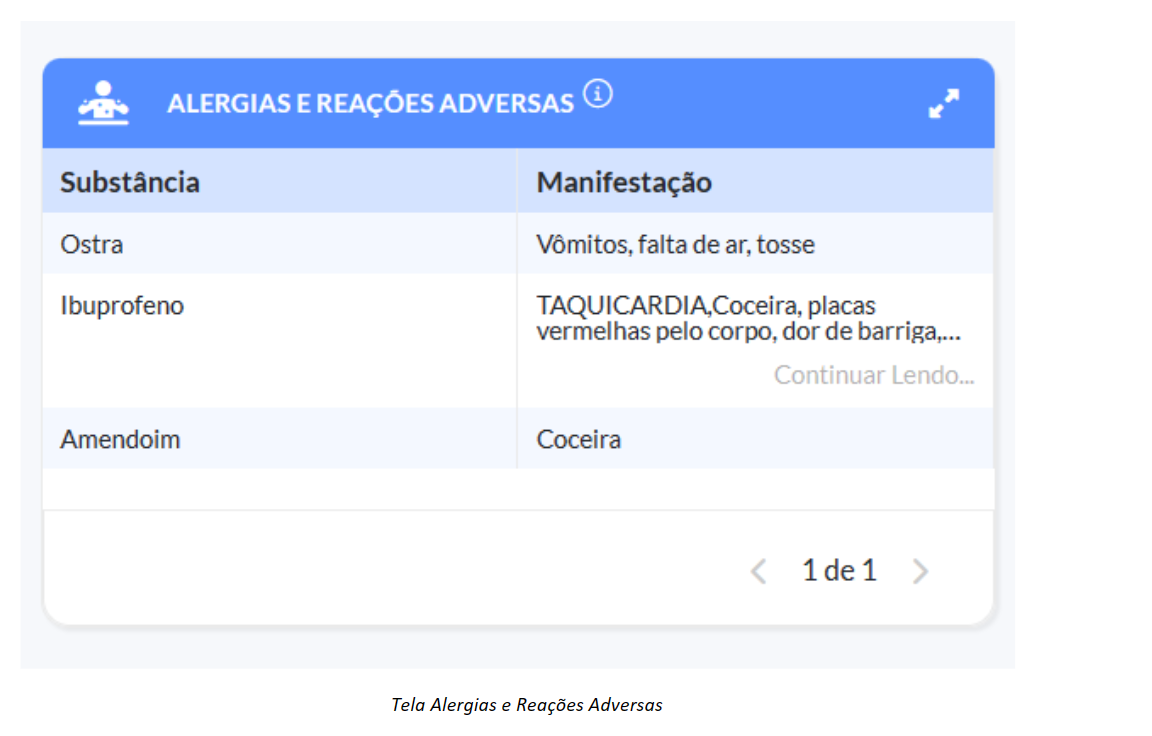 ALERGIAS E REAÇÕES ADVERSAS
Substância Manifestação
Ostra Vômitos, falta de ar, tosse
Ibuprofeno TAQUICARDIA,Coceira, placas
vermelhas pelo corpo, dor de barriga,...
Continuar Lendo...
Amendoim Coceira
1 de 1
Tela Alergias e Reações Adversas